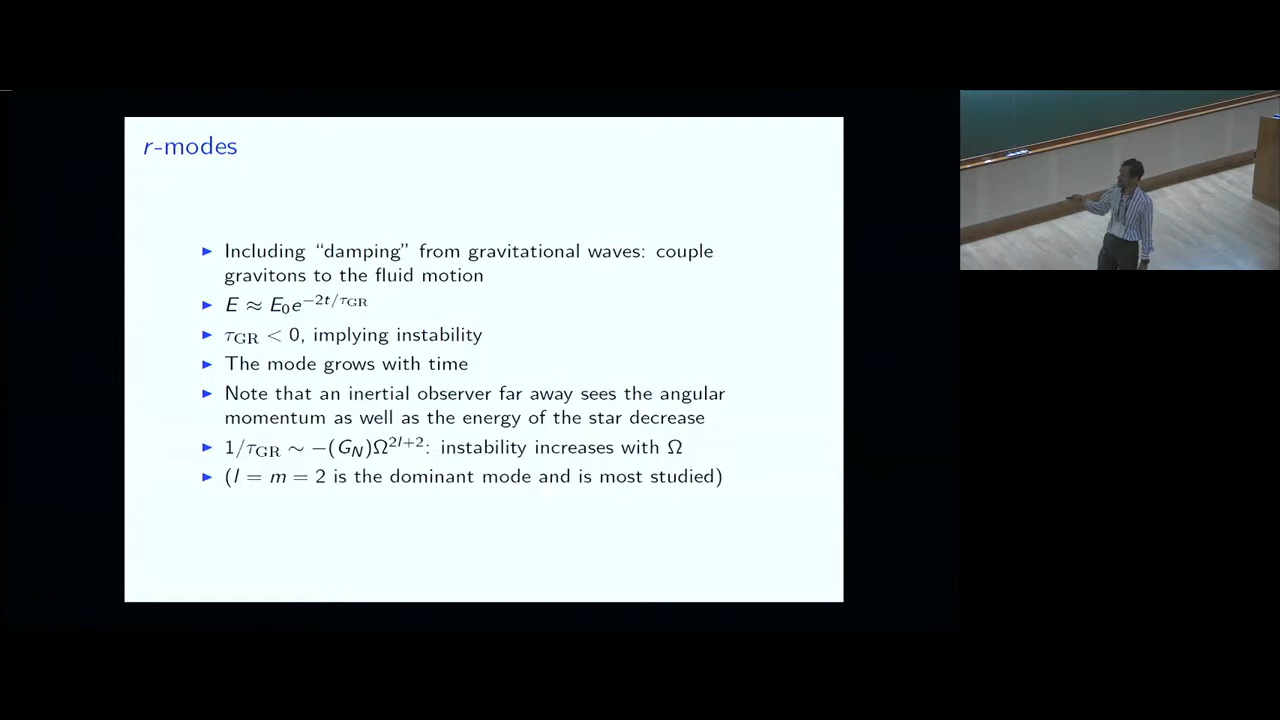 r-modes
▶ Including “damping” from gravitational waves: couple
gravitons to the fluid motion
▶ E ≈ E₀e^{−2t/τ_GR}
▶ τ_GR < 0, implying instability
▶ The mode grows with time
▶ Note that an inertial observer far away sees the angular
momentum as well as the energy of the star decrease
▶ 1/τ_GR ∼ −(G_N)Ω^{2l+2}: instability increases with Ω
▶ (l = m = 2 is the dominant mode and is most studied)